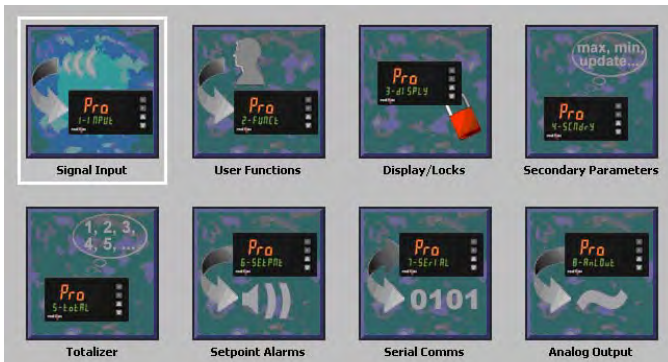 Pro
1-INPUt
Signal Input
Pro
2-FUNCt
User Functions
Pro
3-dISPLY
Display/Locks
max, min,
update...
Pro
4-SCNdrY
Secondary Parameters
1, 2, 3,
4, 5, ...
Pro
5-totAL
Totalizer
Pro
6-SEtPNt
Setpoint Alarms
Pro
7-SErIAL
0101
Serial Comms
Pro
8-AnLOut
Analog Output